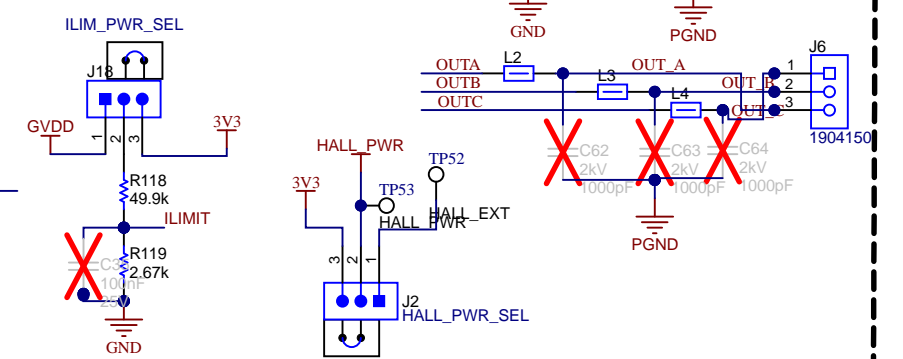 ILIM_PWR_SEL
J18
GVDD
1
2
3
3V3
R118
49.9k
ILIMIT
R119
2.67k
100nF
GND
HALL_PWR
3V3
TP53
HALL_PWR
TP52
HALL_EXT
3
2
1
J2
HALL_PWR_SEL
GND
PGND
OUTA
L2
OUT_A
OUTB
L3
OUT_B
OUTC
L4
OUT_C
J6
1
2
3
1904150
C62
2kV
1000pF
C63
2kV
1000pF
C64
2kV
1000pF
PGND